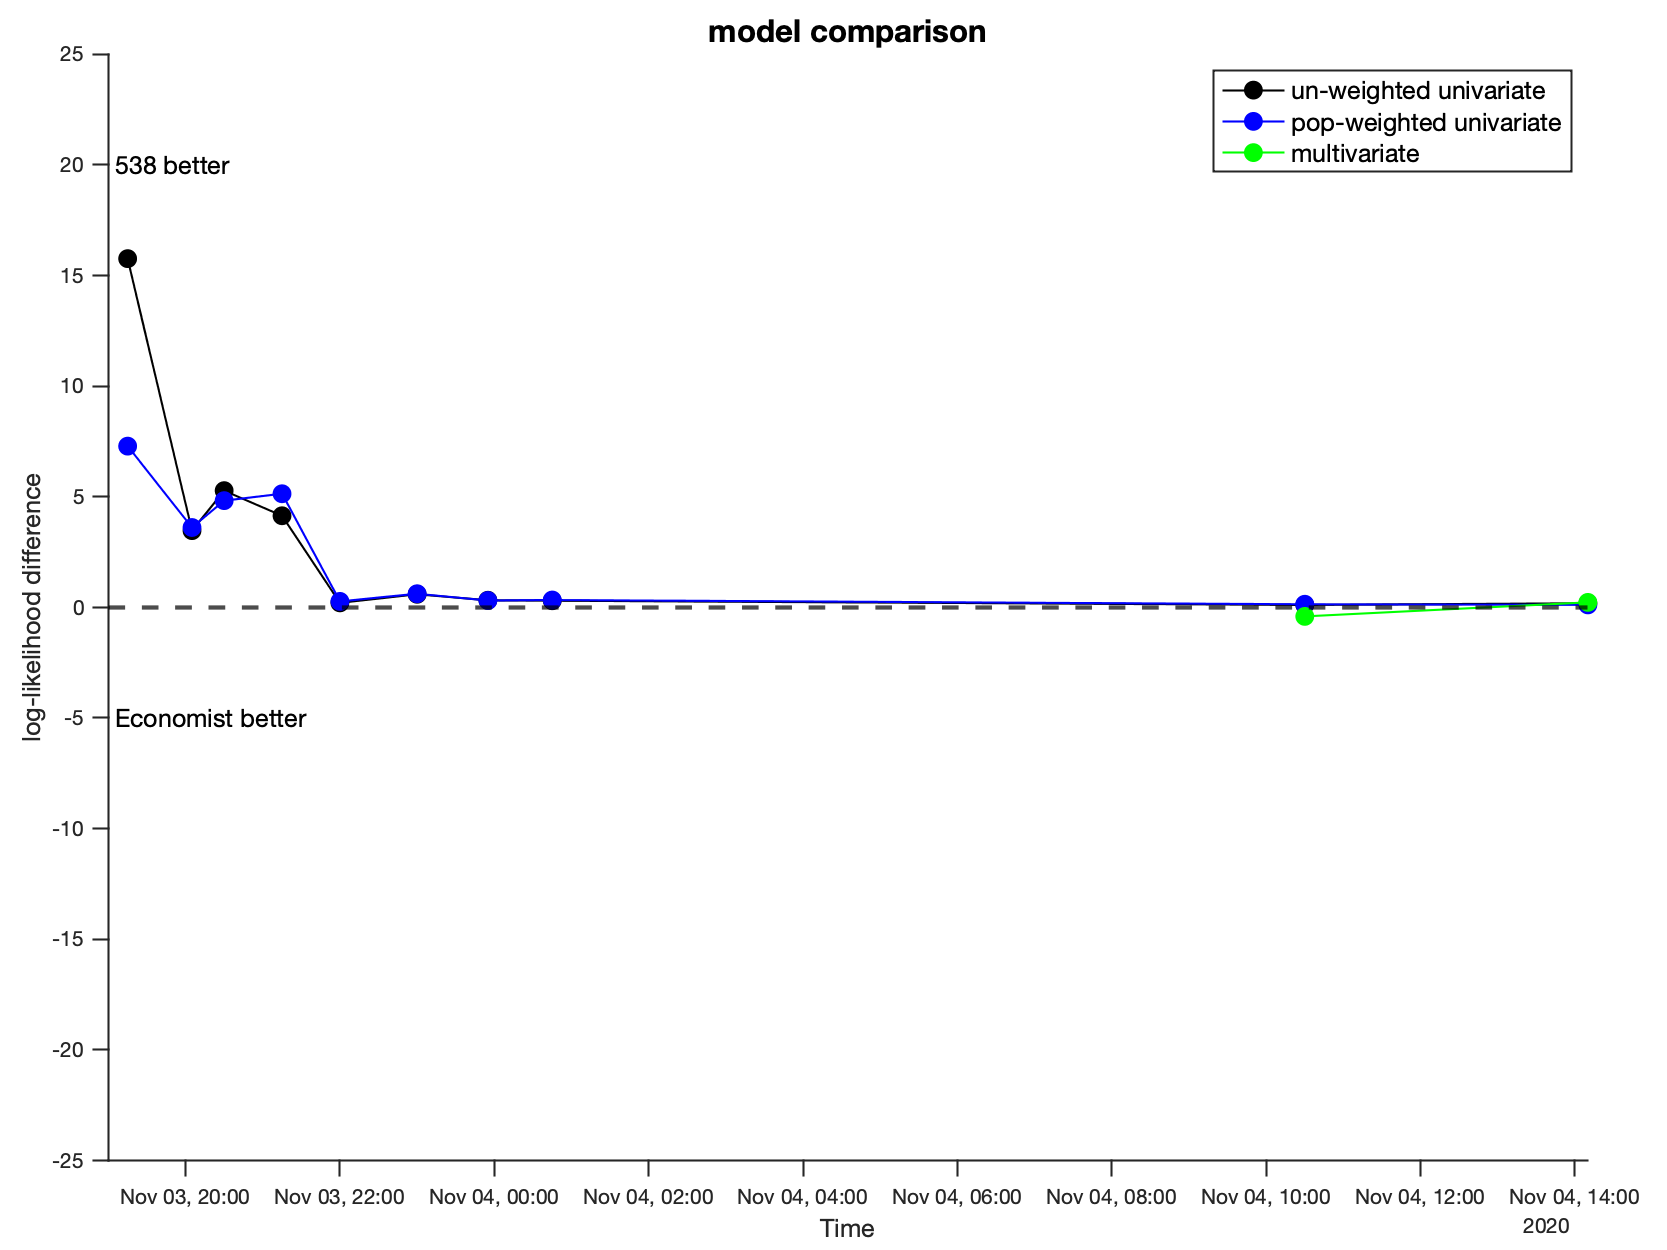 model comparison
25
20
15
10
5
0
-5
-10
-15
-20
-25
log-likelihood difference
538 better
Economist better
un-weighted univariate
pop-weighted univariate
multivariate
Nov 03, 20:00
Nov 03, 22:00
Nov 04, 00:00
Nov 04, 02:00
Nov 04, 04:00
Nov 04, 06:00
Nov 04, 08:00
Nov 04, 10:00
Nov 04, 12:00
Nov 04, 14:00
2020
Time